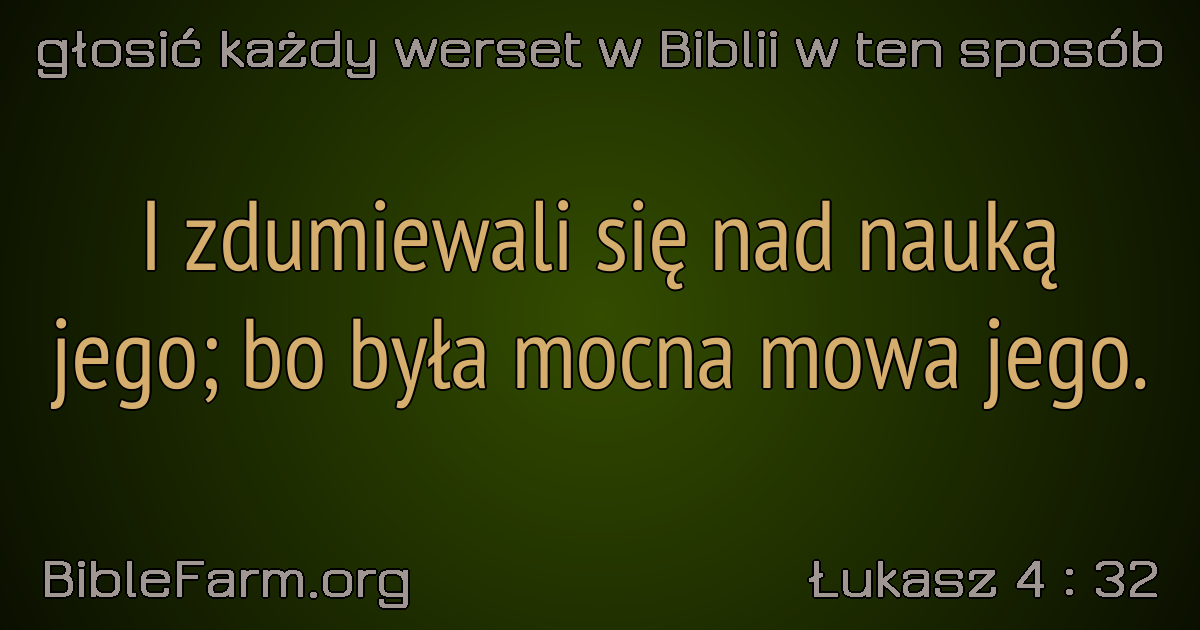 głosić każdy werset w Biblii w ten sposób
I zdumiewali się nad nauką
jego; bo była mocna mowa jego.
BibleFarm.org
Łukasz 4 : 32